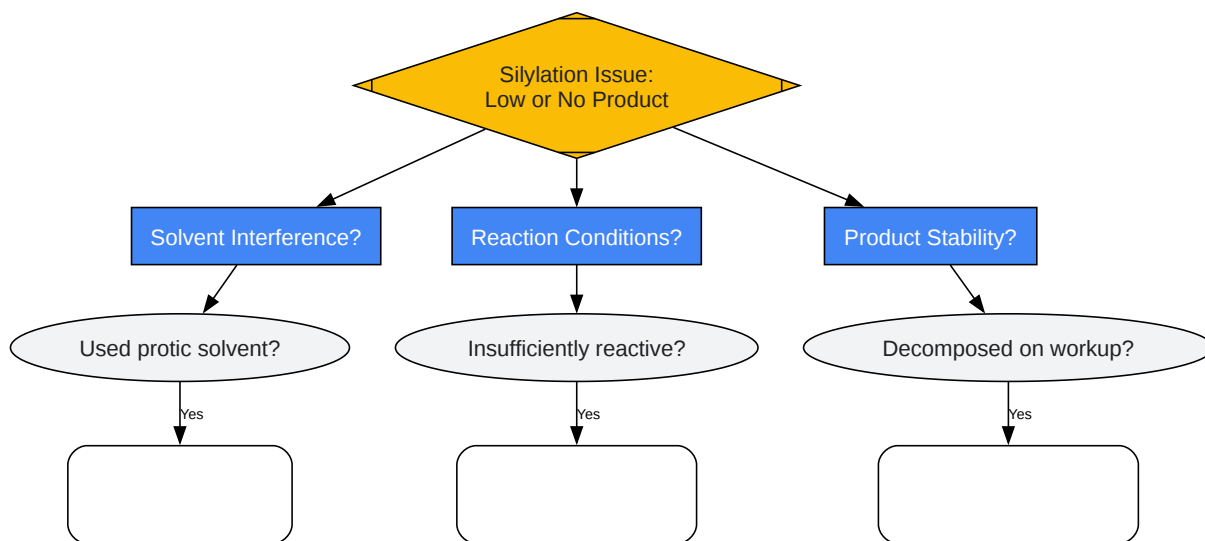 Silylation Issue:
Low or No Product
Solvent Interference?
Reaction Conditions?
Product Stability?
Used protic solvent?
Insufficiently reactive?
Decomposed on workup?
Yes
Yes
Yes